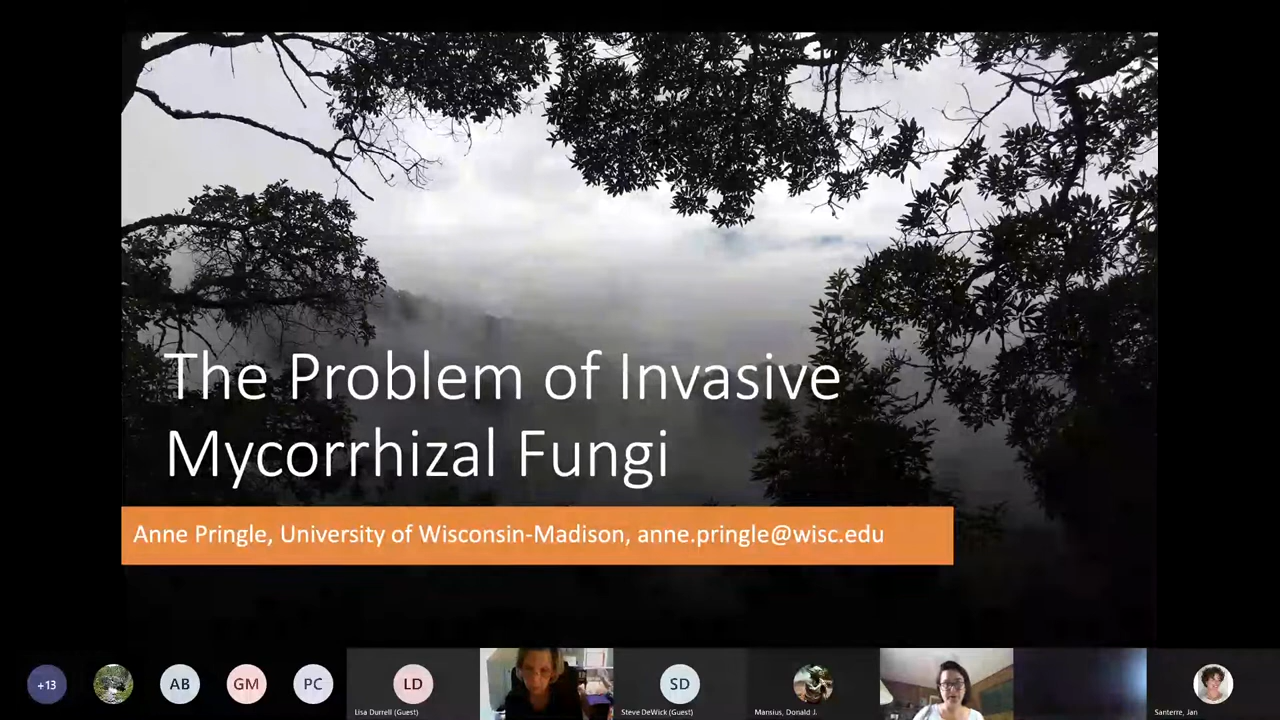 The Problem of Invasive
Mycorrhizal Fungi
Anne Pringle, University of Wisconsin-Madison, anne.pringle@wisc.edu
+13
AB
GM
PC
LD
SD
Lisa Durrell (Guest)
Steve DeWick (Guest)
Mansius, Donald J.
Santerre, Jan